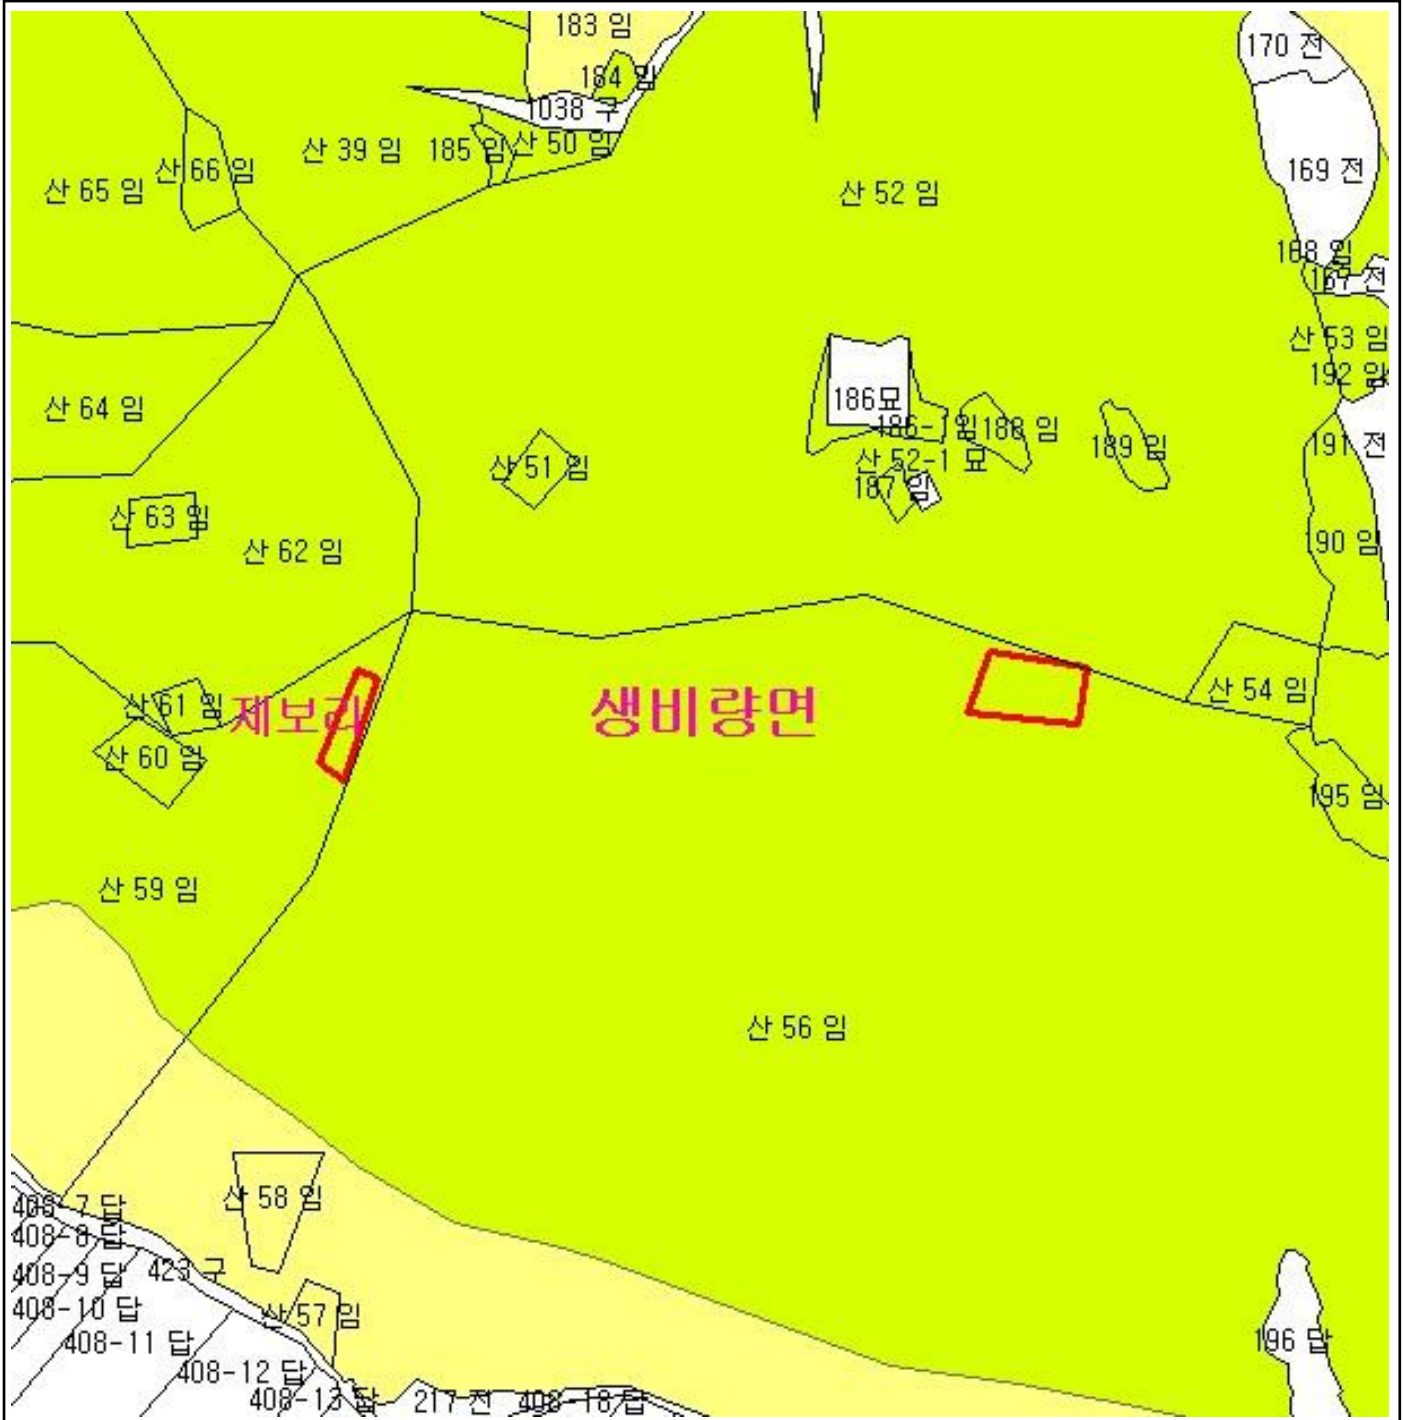 183 임
170 전
184 임
1038 구
산 39 임
185 임
산 50 임
산 66 임
산 65 임
산 52 임
169 전
168 임
167 전
산 53 임
192 임
186묘
산 64 임
186-1임
188 임
189 임
191 전
산 51 임
산 52-1 묘
187 임
산 63 임
산 62 임
190 임
산 54 임
산 61 임
제보리
생비량면
산 60 임
195 임
산 59 임
산 56 임
산 58 임
408-7 답
408-8 답
408-9 답
423 구
408-10 답
산 57 임
408-11 답
196 답
408-12 답
408-13 답
217 전
408-18 답